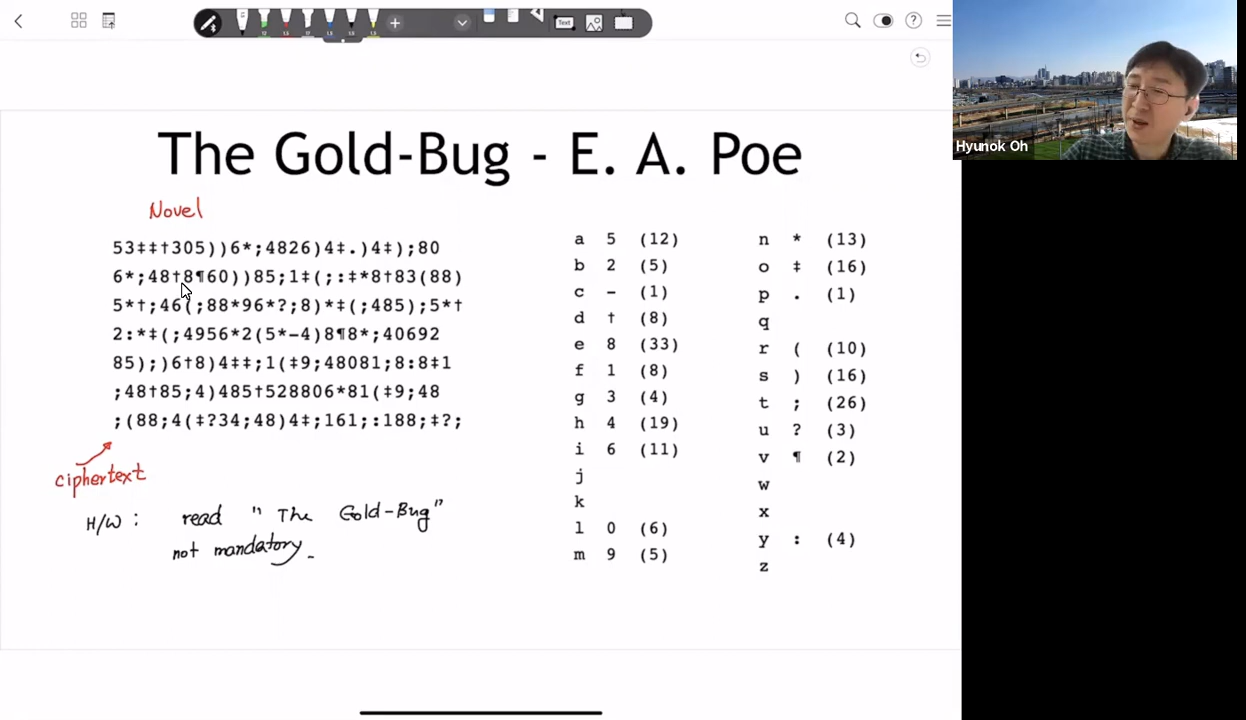 Text
Hyunok Oh
The Gold-Bug - E. A. Poe
Novel
53‡‡†305))6*;4826)4‡.)4‡);80
6*;48†8¶60))85;1‡(;:‡*8†83(88)
5*†;46(;88*96*?;8)*‡(;485);5*†
2:*‡(;4956*2(5*-4)8¶8*;40692
85);)6†8)4‡‡;1(‡9;48081;8:8‡1
;48†85;4)485†528806*81(‡9;48
;(88;4(‡?34;48)4‡;161;:188;‡?;
ciphertext
H/W : read "The Gold-Bug"
not mandatory.
a 5 (12)
b 2 (5)
c - (1)
d † (8)
e 8 (33)
f 1 (8)
g 3 (4)
h 4 (19)
i 6 (11)
j
k
l 0 (6)
m 9 (5)
n * (13)
o ‡ (16)
p . (1)
q
r ( (10)
s ) (16)
t ; (26)
u ? (3)
v ¶ (2)
w
x
y : (4)
z